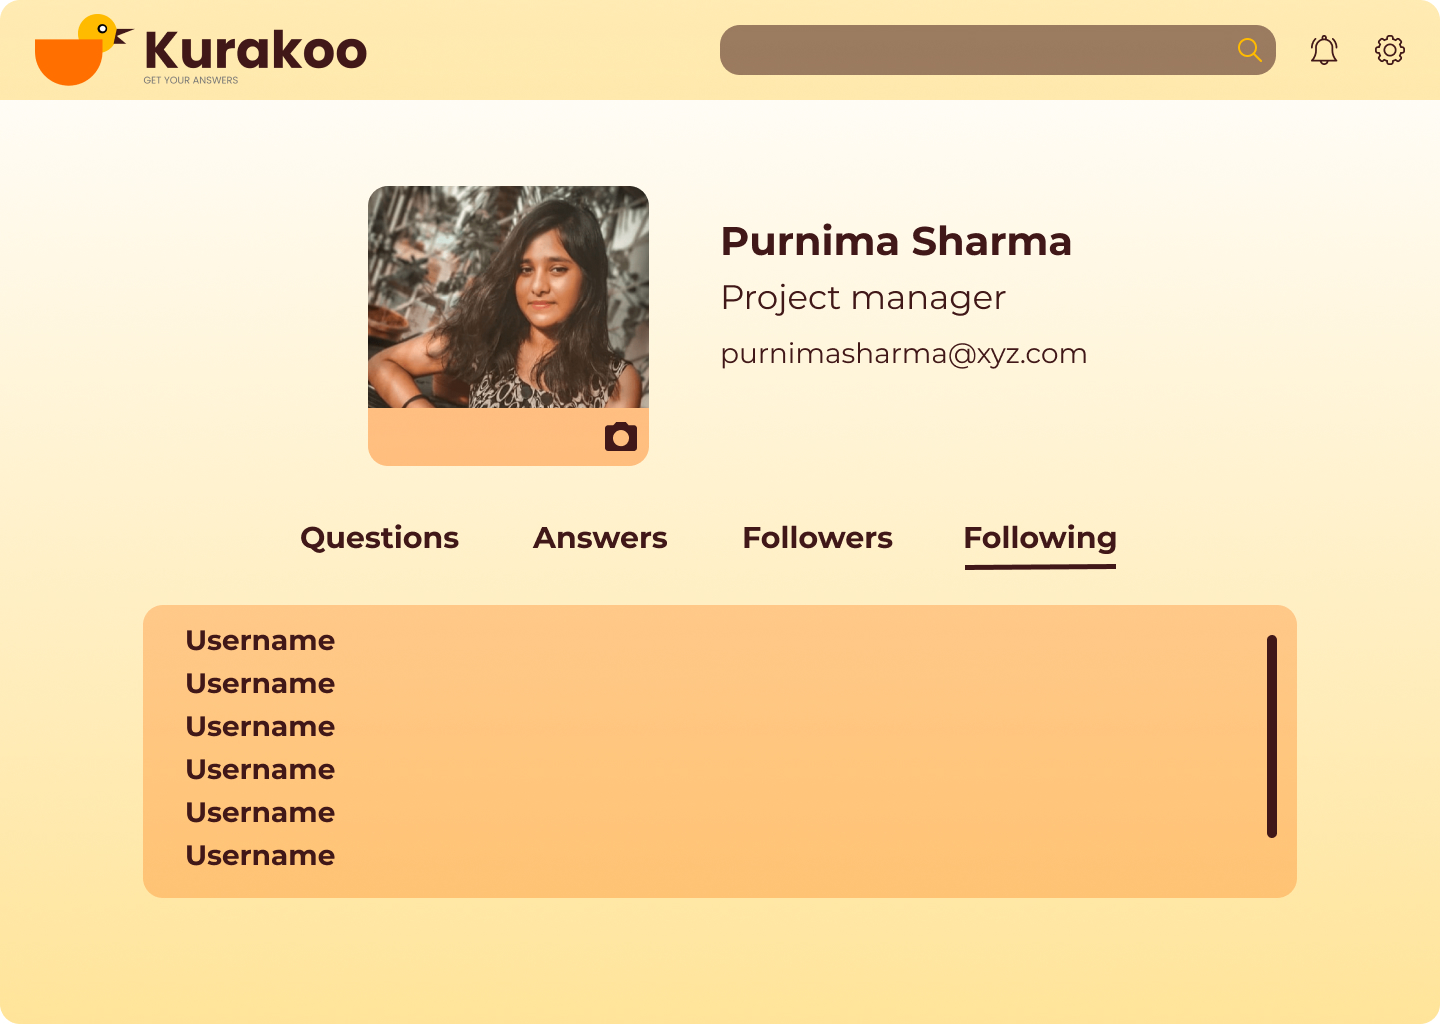 Kurakoo
GET YOUR ANSWERS
Purnima Sharma
Project manager
purnimasharma@xyz.com
Questions Answers Followers Following
Username
Username
Username
Username
Username
Username